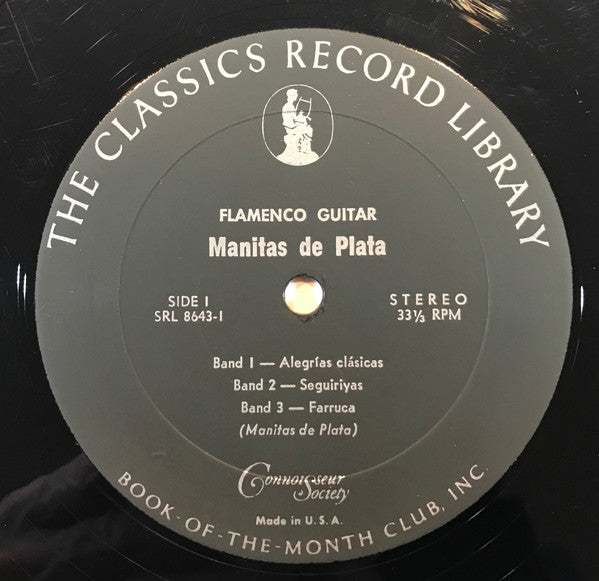 THE CLASSICS RECORD LIBRARY
FLAMENCO GUITAR
Manitas de Plata
SIDE I
SRL 8643-1
STEREO
33⅓ RPM
Band 1 — Alegrías clásicas
Band 2 — Seguiriyas
Band 3 — Farruca
(Manitas de Plata)
Connoisseur
Society
Made in U.S.A.
BOOK-OF-THE-MONTH CLUB, INC.